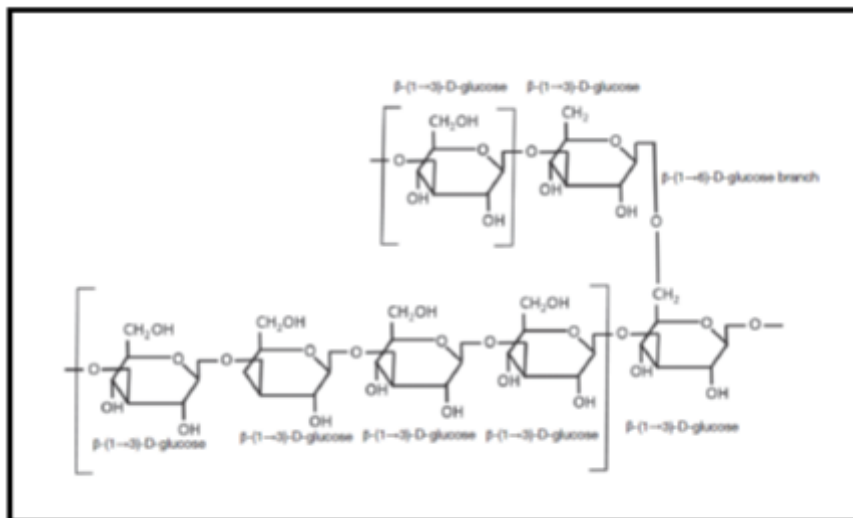 β-(1→3)-D-glucose β-(1→3)-D-glucose
CH₂OH CH₂
O O O O
OH OH
OH OH
β-(1→6)-D-glucose branch
O
CH₂OH CH₂OH CH₂OH CH₂OH CH₂
O O O O O O O O O O O
OH OH OH OH
OH OH OH OH OH
β-(1→3)-D-glucose β-(1→3)-D-glucose β-(1→3)-D-glucose β-(1→3)-D-glucose β-(1→3)-D-glucose